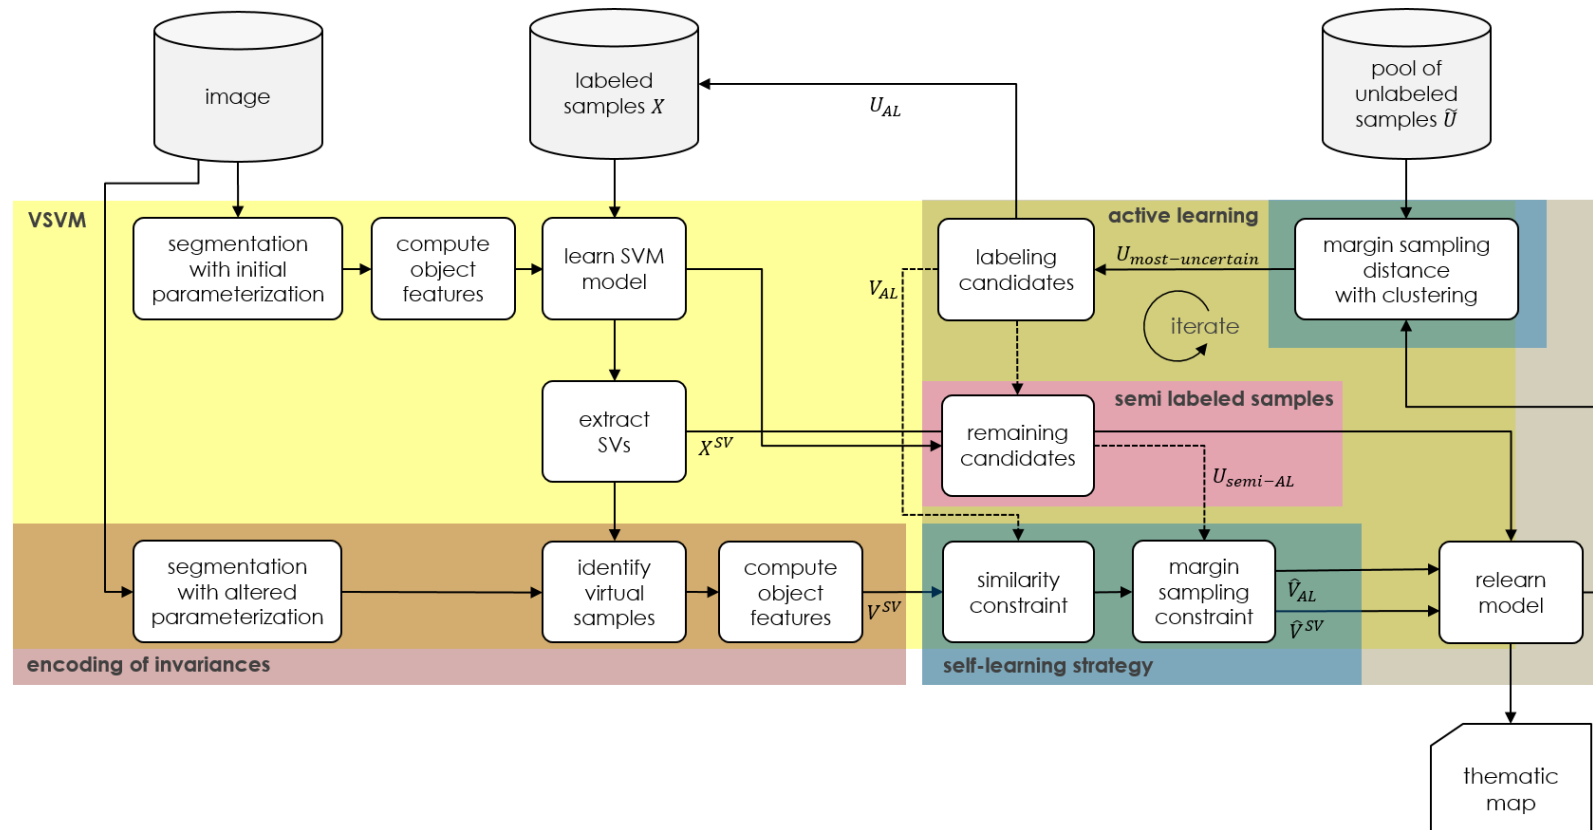 image
labeled
samples X
pool of
unlabeled
samples Ũ
U_AL
VSVM
active learning
segmentation
with initial
parameterization
compute
object
features
learn SVM
model
labeling
candidates
U_most−uncertain
margin sampling
distance
with clustering
V_AL
iterate
extract
SVs
X^SV
semi labeled samples
remaining
candidates
U_semi−AL
segmentation
with altered
parameterization
identify
virtual
samples
compute
object
features
V^SV
similarity
constraint
margin
sampling
constraint
V̂_AL
V̂^SV
relearn
model
encoding of invariances
self-learning strategy
thematic
map